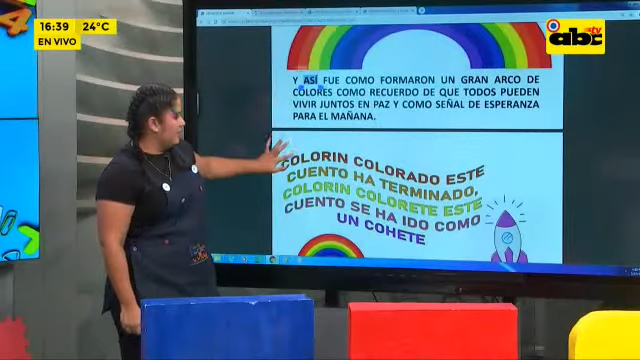 16:39 24°C
EN VIVO
abc tv
Y ASÍ FUE COMO FORMARON UN GRAN ARCO DE
COLORES COMO RECUERDO DE QUE TODOS PUEDEN
VIVIR JUNTOS EN PAZ Y COMO SEÑAL DE ESPERANZA
PARA EL MAÑANA.
COLORIN COLORADO ESTE
CUENTO HA TERMINADO,
COLORIN COLORETE ESTE
CUENTO SE HA IDO COMO
UN COHETE